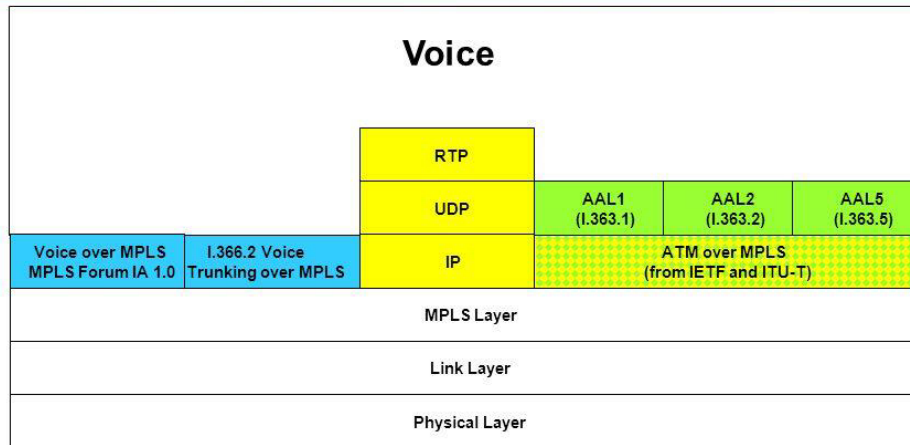 Voice
RTP
UDP
AAL1
(I.363.1)
AAL2
(I.363.2)
AAL5
(I.363.5)
Voice over MPLS
MPLS Forum IA 1.0
I.366.2 Voice
Trunking over MPLS
IP
ATM over MPLS
(from IETF and ITU-T)
MPLS Layer
Link Layer
Physical Layer